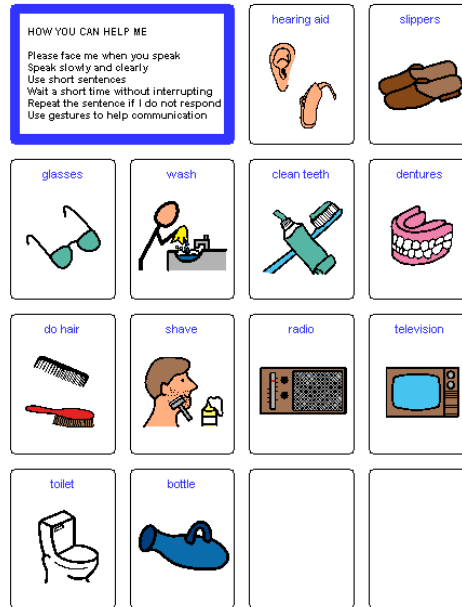 HOW YOU CAN HELP ME
Please face me when you speak
Speak slowly and clearly
Use short sentences
Wait a short time without interrupting
Repeat the sentence if I do not respond
Use gestures to help communication
hearing aid
slippers
glasses
wash
clean teeth
dentures
do hair
shave
radio
television
toilet
bottle